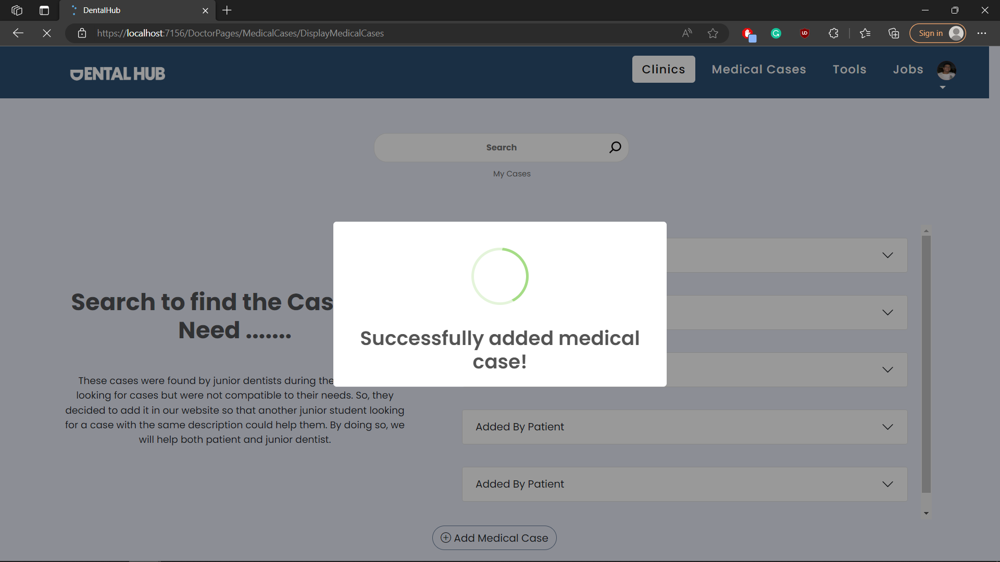 DentalHub
https://localhost:7156/DoctorPages/MedicalCases/DisplayMedicalCases
Sign in
DENTAL HUB
Clinics
Medical Cases
Tools
Jobs
Search
My Cases
Search to find the Cas
Need .......
These cases were found by junior dentists during the
looking for cases but were not compatible to their needs. So, they
decided to add it in our website so that another junior student looking
for a case with the same description could help them. By doing so, we
will help both patient and junior dentist.
Successfully added medical
case!
Added By Patient
Added By Patient
Add Medical Case